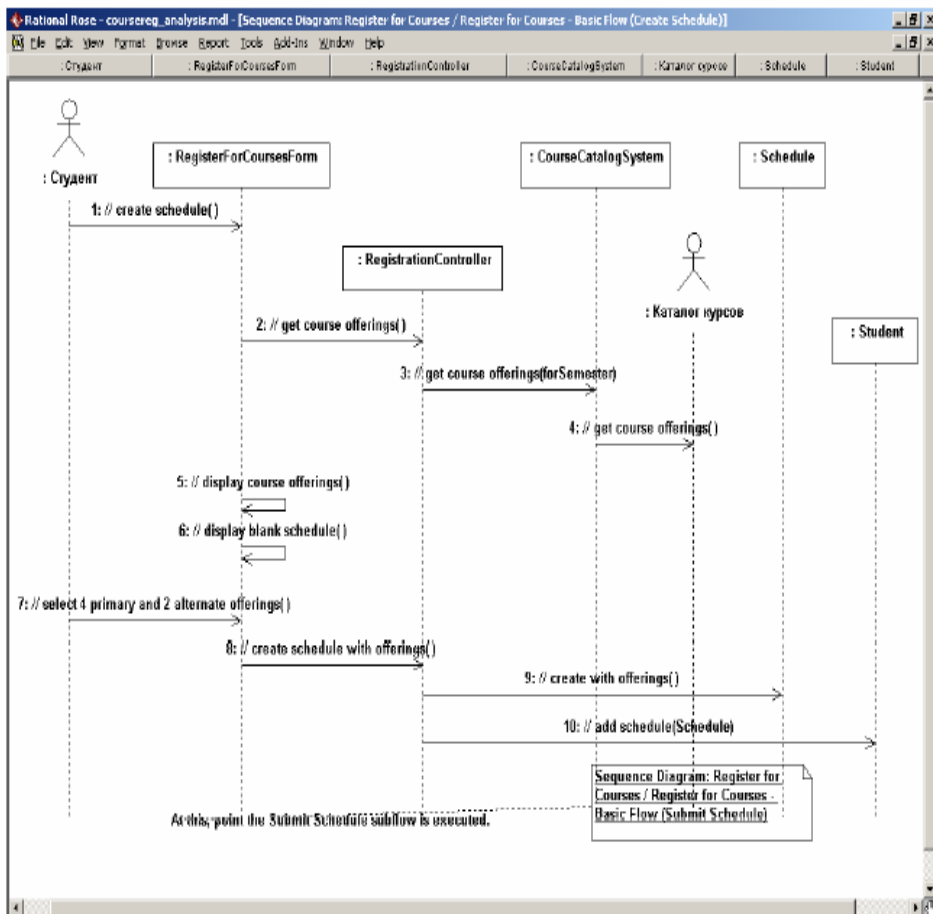 Rational Rose - coursereg_analysis.mdl - [Sequence Diagram: Register for Courses / Register for Courses - Basic Flow (Create Schedule)]
File Edit View Format Browse Report Tools Add-Ins Window Help
: Студент : RegisterForCoursesForm : RegistrationController : CourseCatalogSystem : Каталог курсов : Schedule : Student
: RegisterForCoursesForm
: CourseCatalogSystem
: Schedule
: Студент
1: // create schedule( )
: RegistrationController
: Каталог курсов
2: // get course offerings( )
: Student
3: // get course offerings(forSemester)
4: // get course offerings( )
5: // display course offerings( )
6: // display blank schedule( )
7: // select 4 primary and 2 alternate offerings( )
8: // create schedule with offerings( )
9: // create with offerings( )
10: // add schedule(Schedule)
Sequence Diagram: Register for
Courses / Register for Courses -
Basic Flow (Submit Schedule)
At this, point the Submit Schedule subflow is executed.